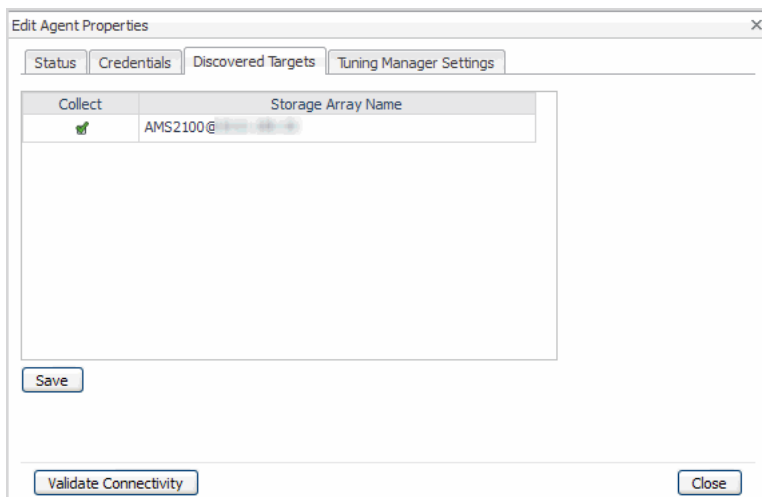 Edit Agent Properties
Status Credentials Discovered Targets Tuning Manager Settings
Collect Storage Array Name
AMS2100@
Save
Validate Connectivity Close